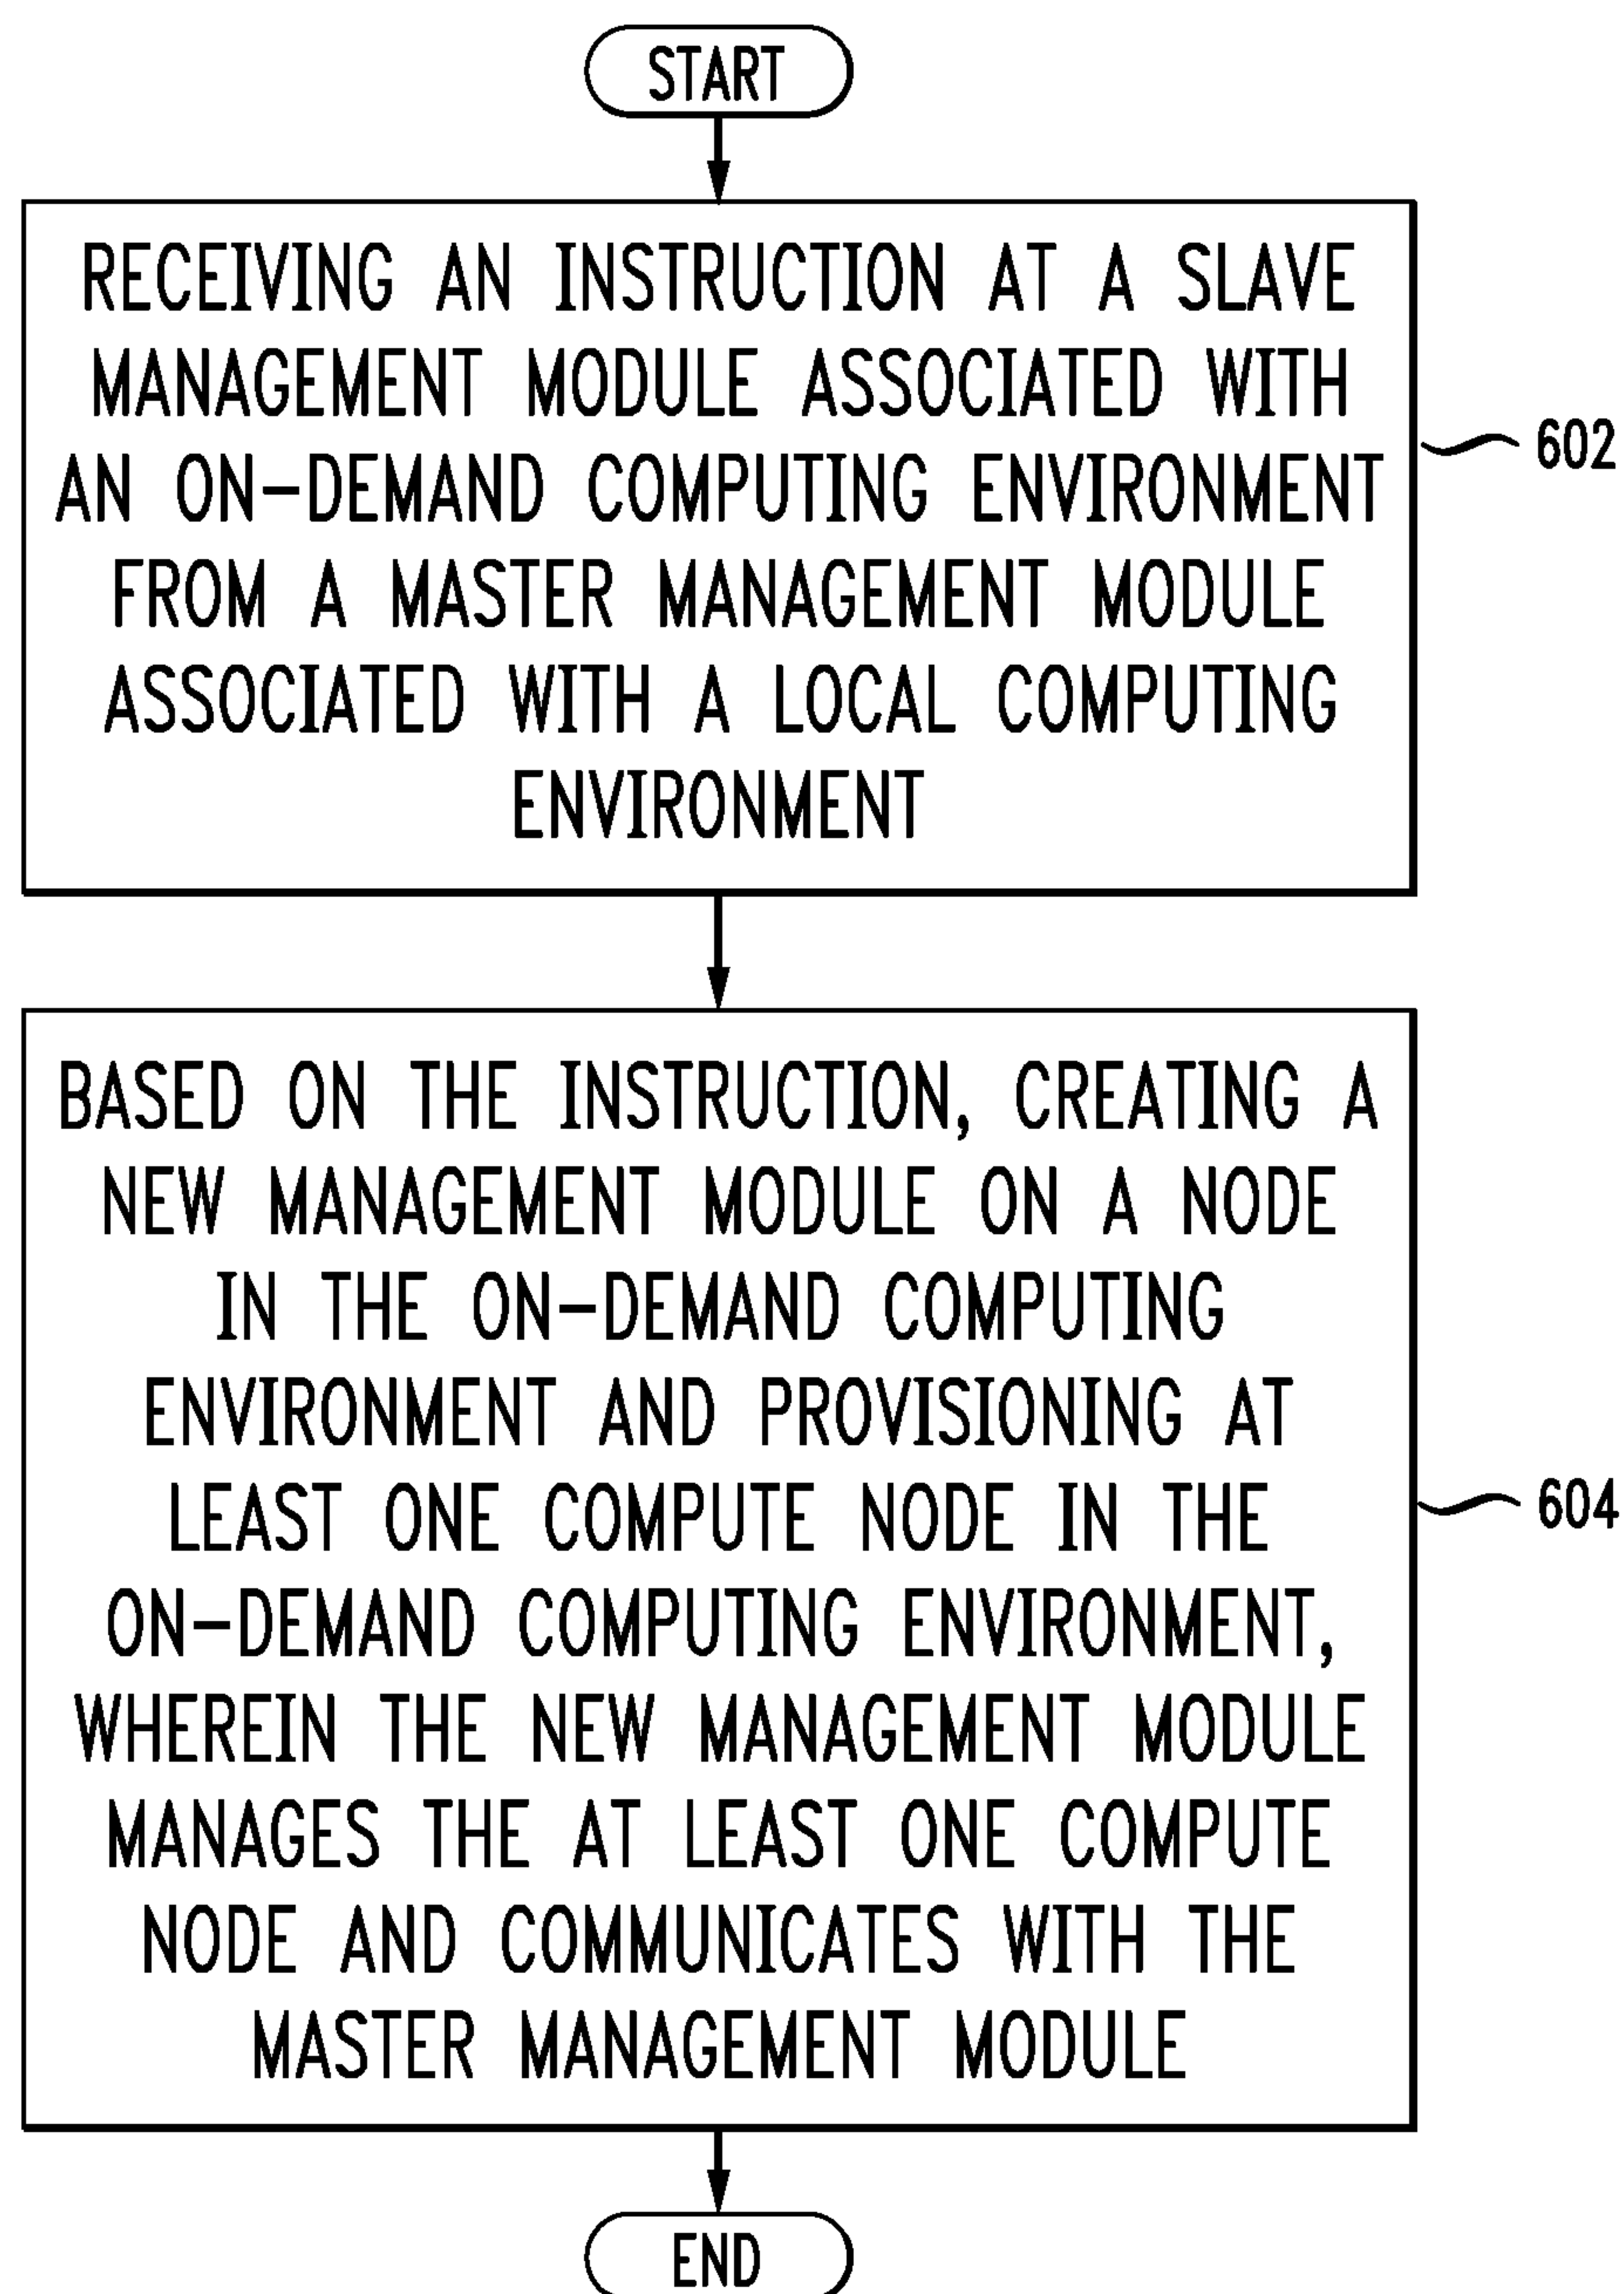 START
RECEIVING AN INSTRUCTION AT A SLAVE
MANAGEMENT MODULE ASSOCIATED WITH
AN ON-DEMAND COMPUTING ENVIRONMENT
FROM A MASTER MANAGEMENT MODULE
ASSOCIATED WITH A LOCAL COMPUTING
ENVIRONMENT
602
BASED ON THE INSTRUCTION, CREATING A
NEW MANAGEMENT MODULE ON A NODE
IN THE ON-DEMAND COMPUTING
ENVIRONMENT AND PROVISIONING AT
LEAST ONE COMPUTE NODE IN THE
ON-DEMAND COMPUTING ENVIRONMENT,
WHEREIN THE NEW MANAGEMENT MODULE
MANAGES THE AT LEAST ONE COMPUTE
NODE AND COMMUNICATES WITH THE
MASTER MANAGEMENT MODULE
604
END